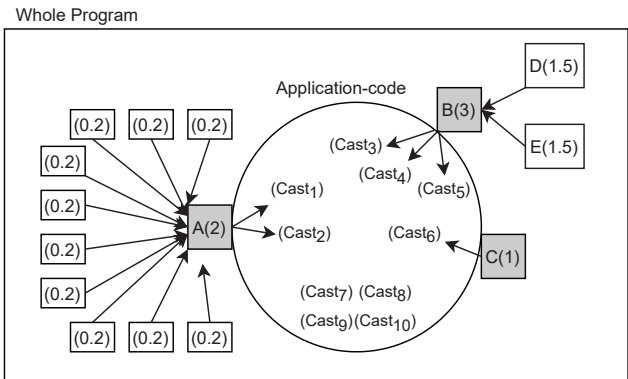 Whole Program
Application-code
D(1.5)
B(3)
E(1.5)
(0.2)
(0.2)
(0.2)
(0.2)
(0.2)
(0.2)
(0.2)
(0.2)
(0.2)
(0.2)
A(2)
(Cast3)
(Cast4)
(Cast5)
(Cast1)
(Cast2)
(Cast6)
C(1)
(Cast7) (Cast8)
(Cast9)(Cast10)